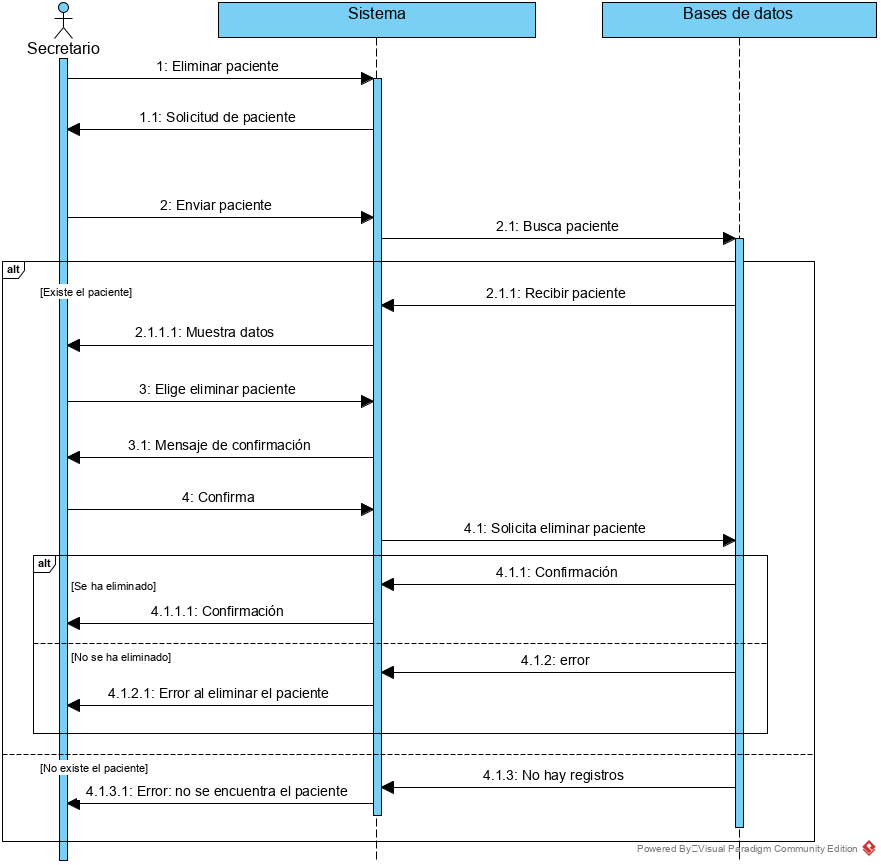 Sistema
Bases de datos
Secretario
1: Eliminar paciente
1.1: Solicitud de paciente
2: Enviar paciente
2.1: Busca paciente
alt
[Existe el paciente]
2.1.1: Recibir paciente
2.1.1.1: Muestra datos
3: Elige eliminar paciente
3.1: Mensaje de confirmación
4: Confirma
4.1: Solicita eliminar paciente
alt
4.1.1: Confirmación
[Se ha eliminado]
4.1.1.1: Confirmación
[No se ha eliminado]
4.1.2: error
4.1.2.1: Error al eliminar el paciente
[No existe el paciente]
4.1.3: No hay registros
4.1.3.1: Error: no se encuentra el paciente
Powered By Visual Paradigm Community Edition